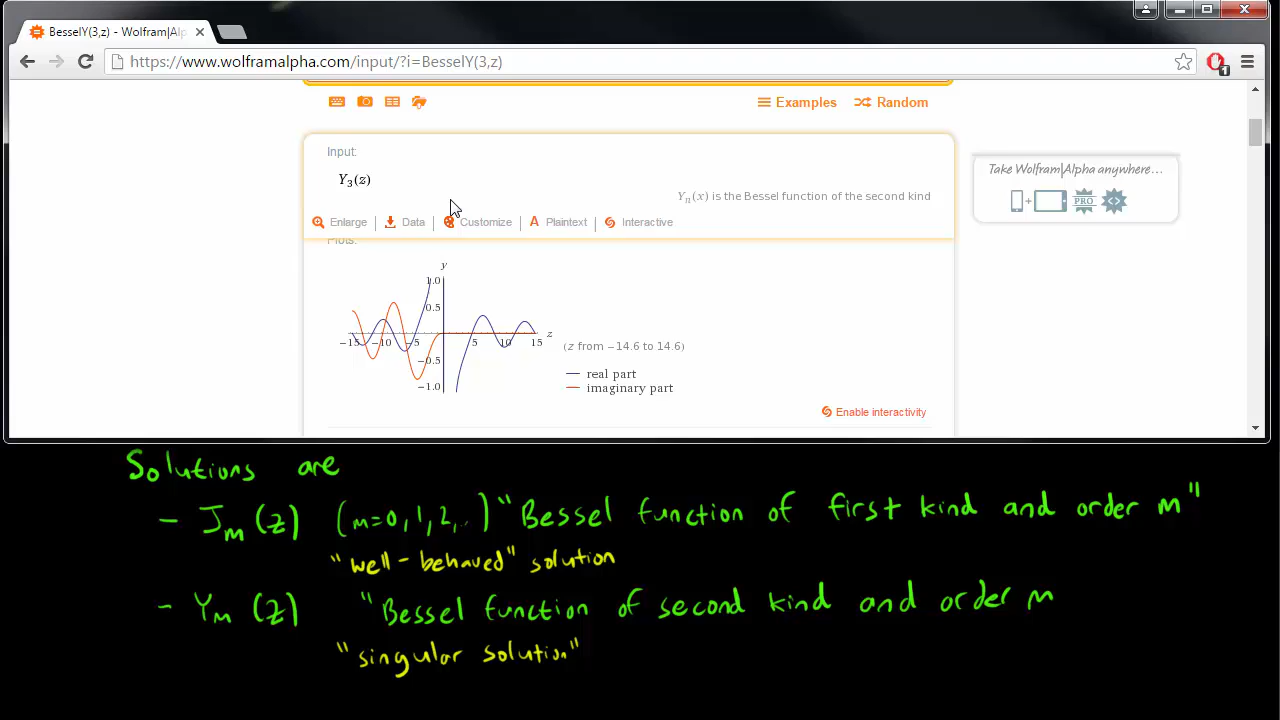 BesselY(3,z) - Wolfram|Alp
https://www.wolframalpha.com/input/?i=BesselY(3,z)
1
Examples Random
Input:
Y₃(z)
Yₙ(x) is the Bessel function of the second kind
Enlarge | Data | Customize | A Plaintext | Interactive
Plots:
y
1.0
0.5
−15 −10 −5 5 10 15 z
−0.5
−1.0
(z from −14.6 to 14.6)
real part
imaginary part
Enable interactivity
Take Wolfram|Alpha anywhere...
+ PRO
Solutions are
- Jₘ(z) (m=0,1,2,..) "Bessel function of first kind and order m"
"well-behaved" solution
- Yₘ(z) "Bessel function of second kind and order m
"singular solution"